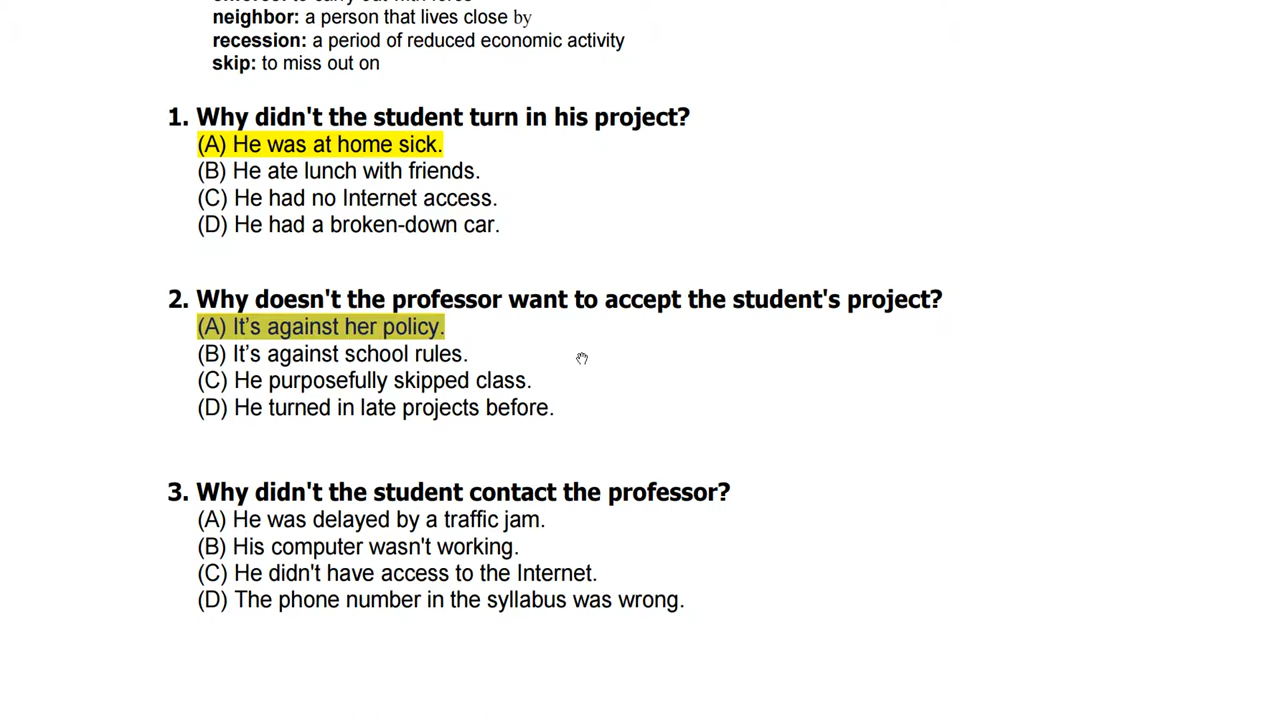 neighbor: a person that lives close by
recession: a period of reduced economic activity
skip: to miss out on
1. Why didn't the student turn in his project?
(A) He was at home sick.
(B) He ate lunch with friends.
(C) He had no Internet access.
(D) He had a broken-down car.
2. Why doesn't the professor want to accept the student's project?
(A) It’s against her policy.
(B) It’s against school rules.
(C) He purposefully skipped class.
(D) He turned in late projects before.
3. Why didn't the student contact the professor?
(A) He was delayed by a traffic jam.
(B) His computer wasn't working.
(C) He didn't have access to the Internet.
(D) The phone number in the syllabus was wrong.